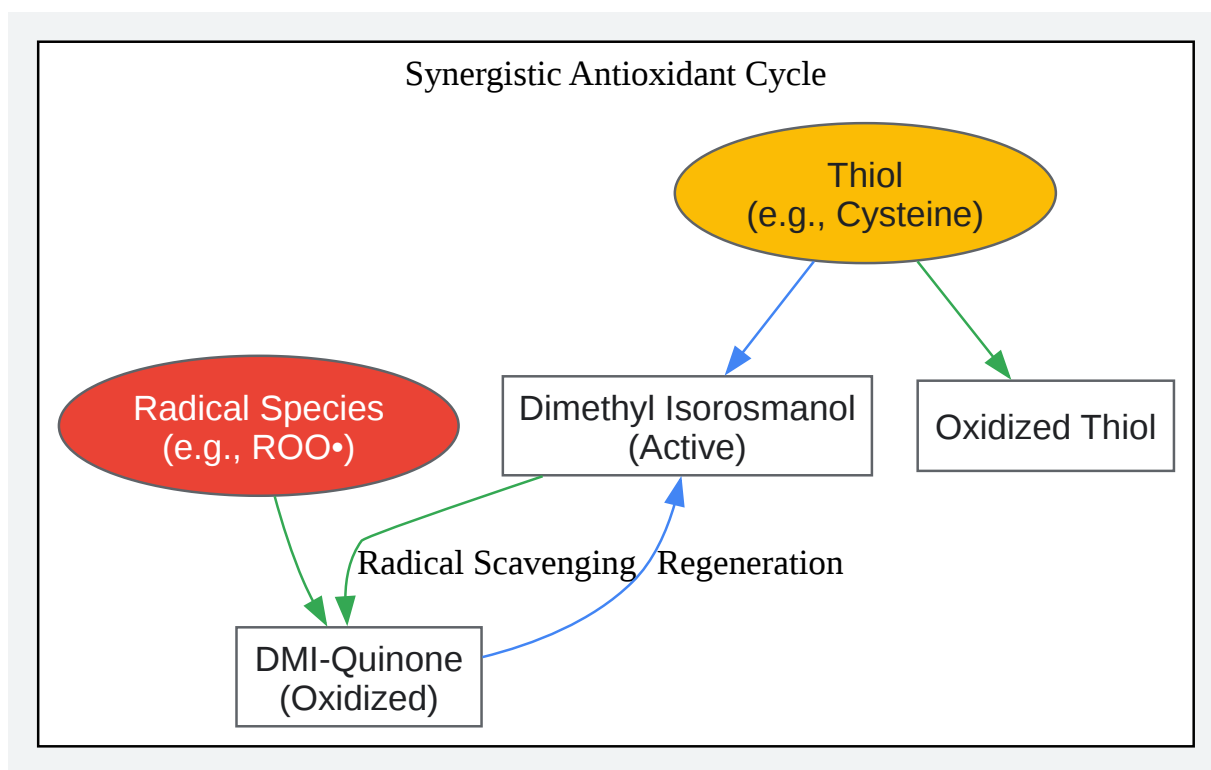 Synergistic Antioxidant Cycle
Thiol
(e.g., Cysteine)
Radical Species
(e.g., ROO•)
Dimethyl Isorosmanol
(Active)
Oxidized Thiol
Radical Scavenging
Regeneration
DMI-Quinone
(Oxidized)